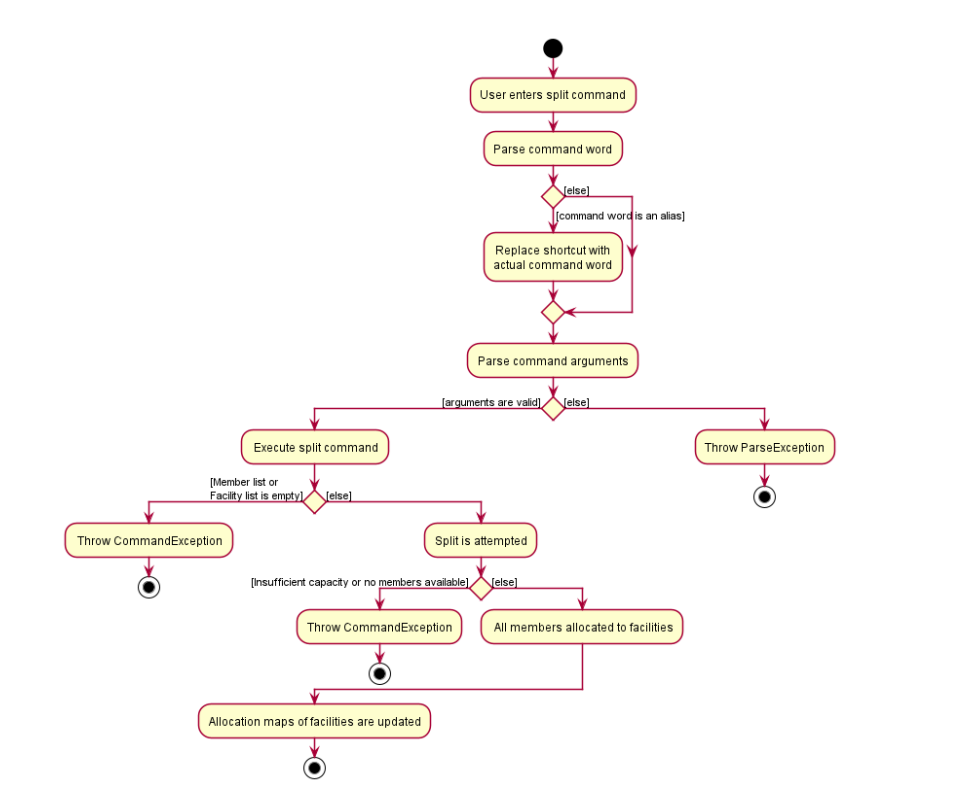 User enters split command
Parse command word
[else]
[command word is an alias]
Replace shortcut with
actual command word
Parse command arguments
[arguments are valid]
[else]
Execute split command
Throw ParseException
[Member list or
Facility list is empty]
[else]
Throw CommandException
Split is attempted
[Insufficient capacity or no members available]
[else]
Throw CommandException
All members allocated to facilities
Allocation maps of facilities are updated